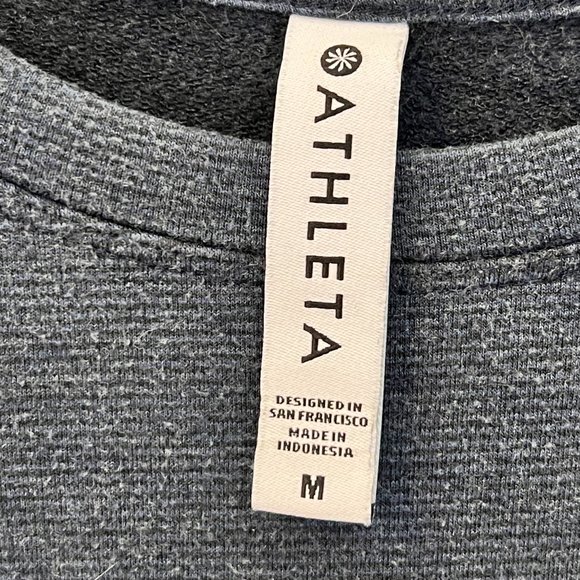 ATHLETA
DESIGNED IN
SAN FRANCISCO
MADE IN
INDONESIA
M